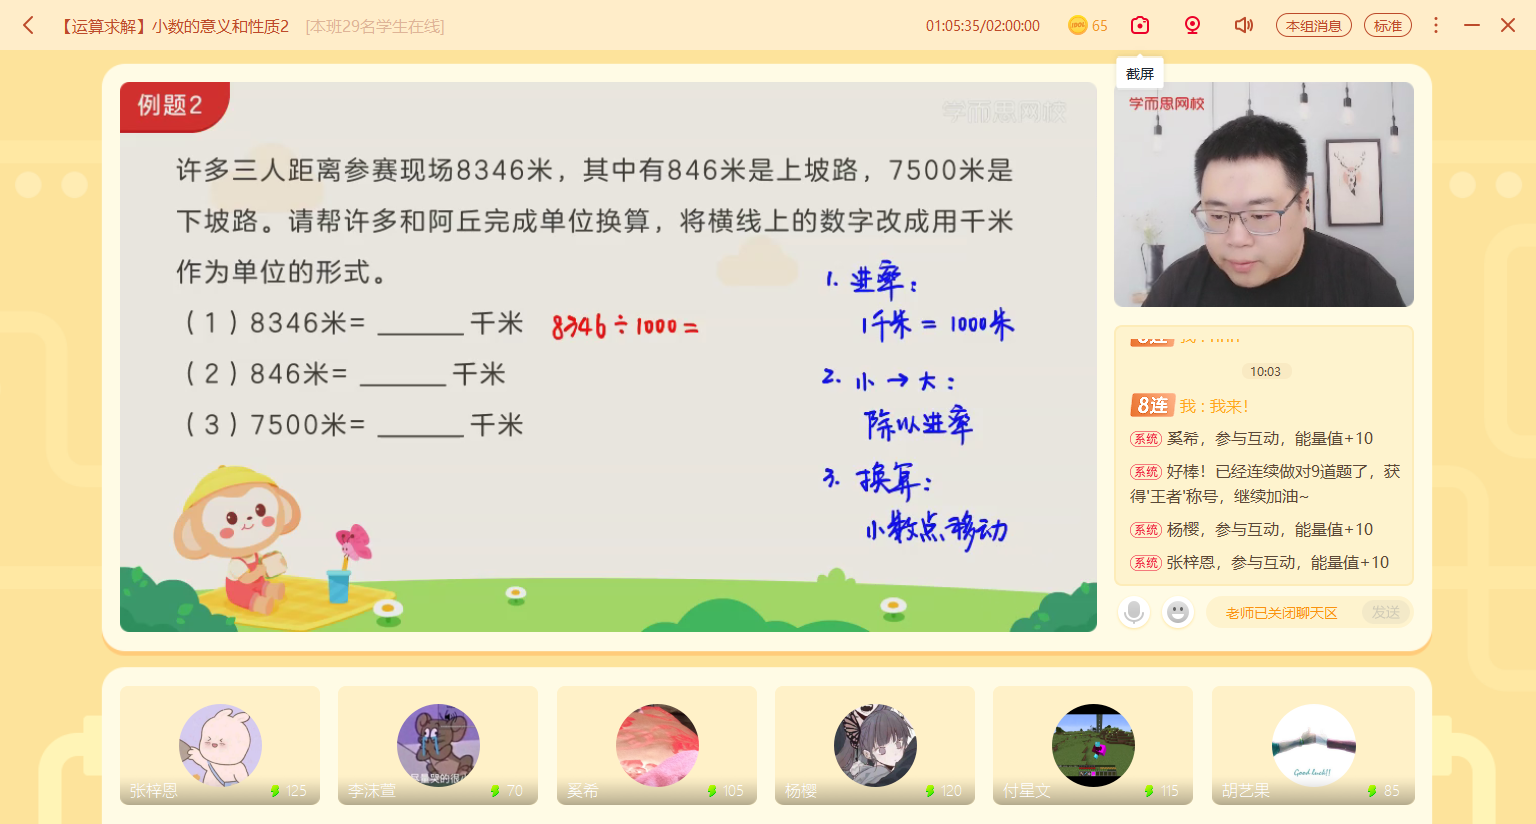 【运算求解】小数的意义和性质2 [本班29名学生在线]
01:05:35/02:00:00 100% 65 本组消息 标准
截屏
例题2
学而思网校
许多三人距离参赛现场8346米，其中有846米是上坡路，7500米是
下坡路。请帮许多和阿丘完成单位换算，将横线上的数字改成用千米
作为单位的形式。
（1）8346米= ______ 千米 8346÷1000=
（2）846米= ______ 千米
（3）7500米= ______ 千米
1. 进率：
1千米 = 1000米
2. 小 → 大：
除以进率
3. 换算：
小数点移动
学而思网校
8连 我：hhh
10:03
8连 我：我来！
系统 奚希，参与互动，能量值+10
系统 好棒！已经连续做对9道题了，获
得'王者'称号，继续加油~
系统 杨樱，参与互动，能量值+10
系统 张梓恩，参与互动，能量值+10
老师已关闭聊天区 发送
张梓恩 125
李沫萱 70
奚希 105
杨樱 120
付星文 115
Good luck!!
胡艺果 85